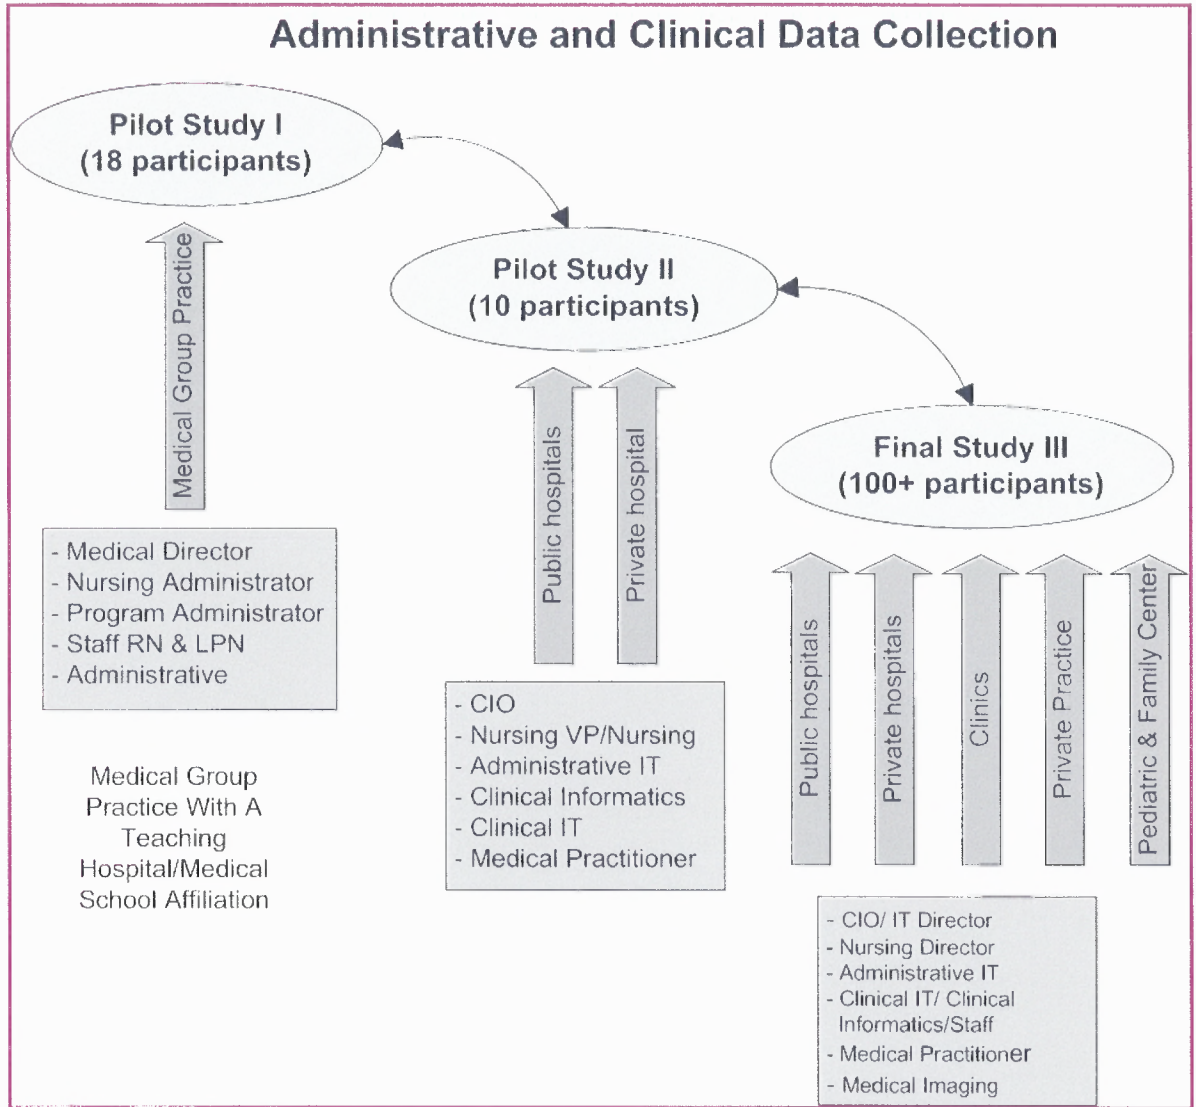 Administrative and Clinical Data Collection
Pilot Study I
(18 participants)
Medical Group Practice
- Medical Director
- Nursing Administrator
- Program Administrator
- Staff RN & LPN
- Administrative
Medical Group
Practice With A
Teaching
Hospital/Medical
School Affiliation
Pilot Study II
(10 participants)
Public hospitals
Private hospital
- CIO
- Nursing VP/Nursing
- Administrative IT
- Clinical Informatics
- Clinical IT
- Medical Practitioner
Final Study III
(100+ participants)
Public hospitals
Private hospitals
Clinics
Private Practice
Pediatric & Family Center
- CIO/ IT Director
- Nursing Director
- Administrative IT
- Clinical IT/ Clinical
Informatics/Staff
- Medical Practitioner
- Medical Imaging